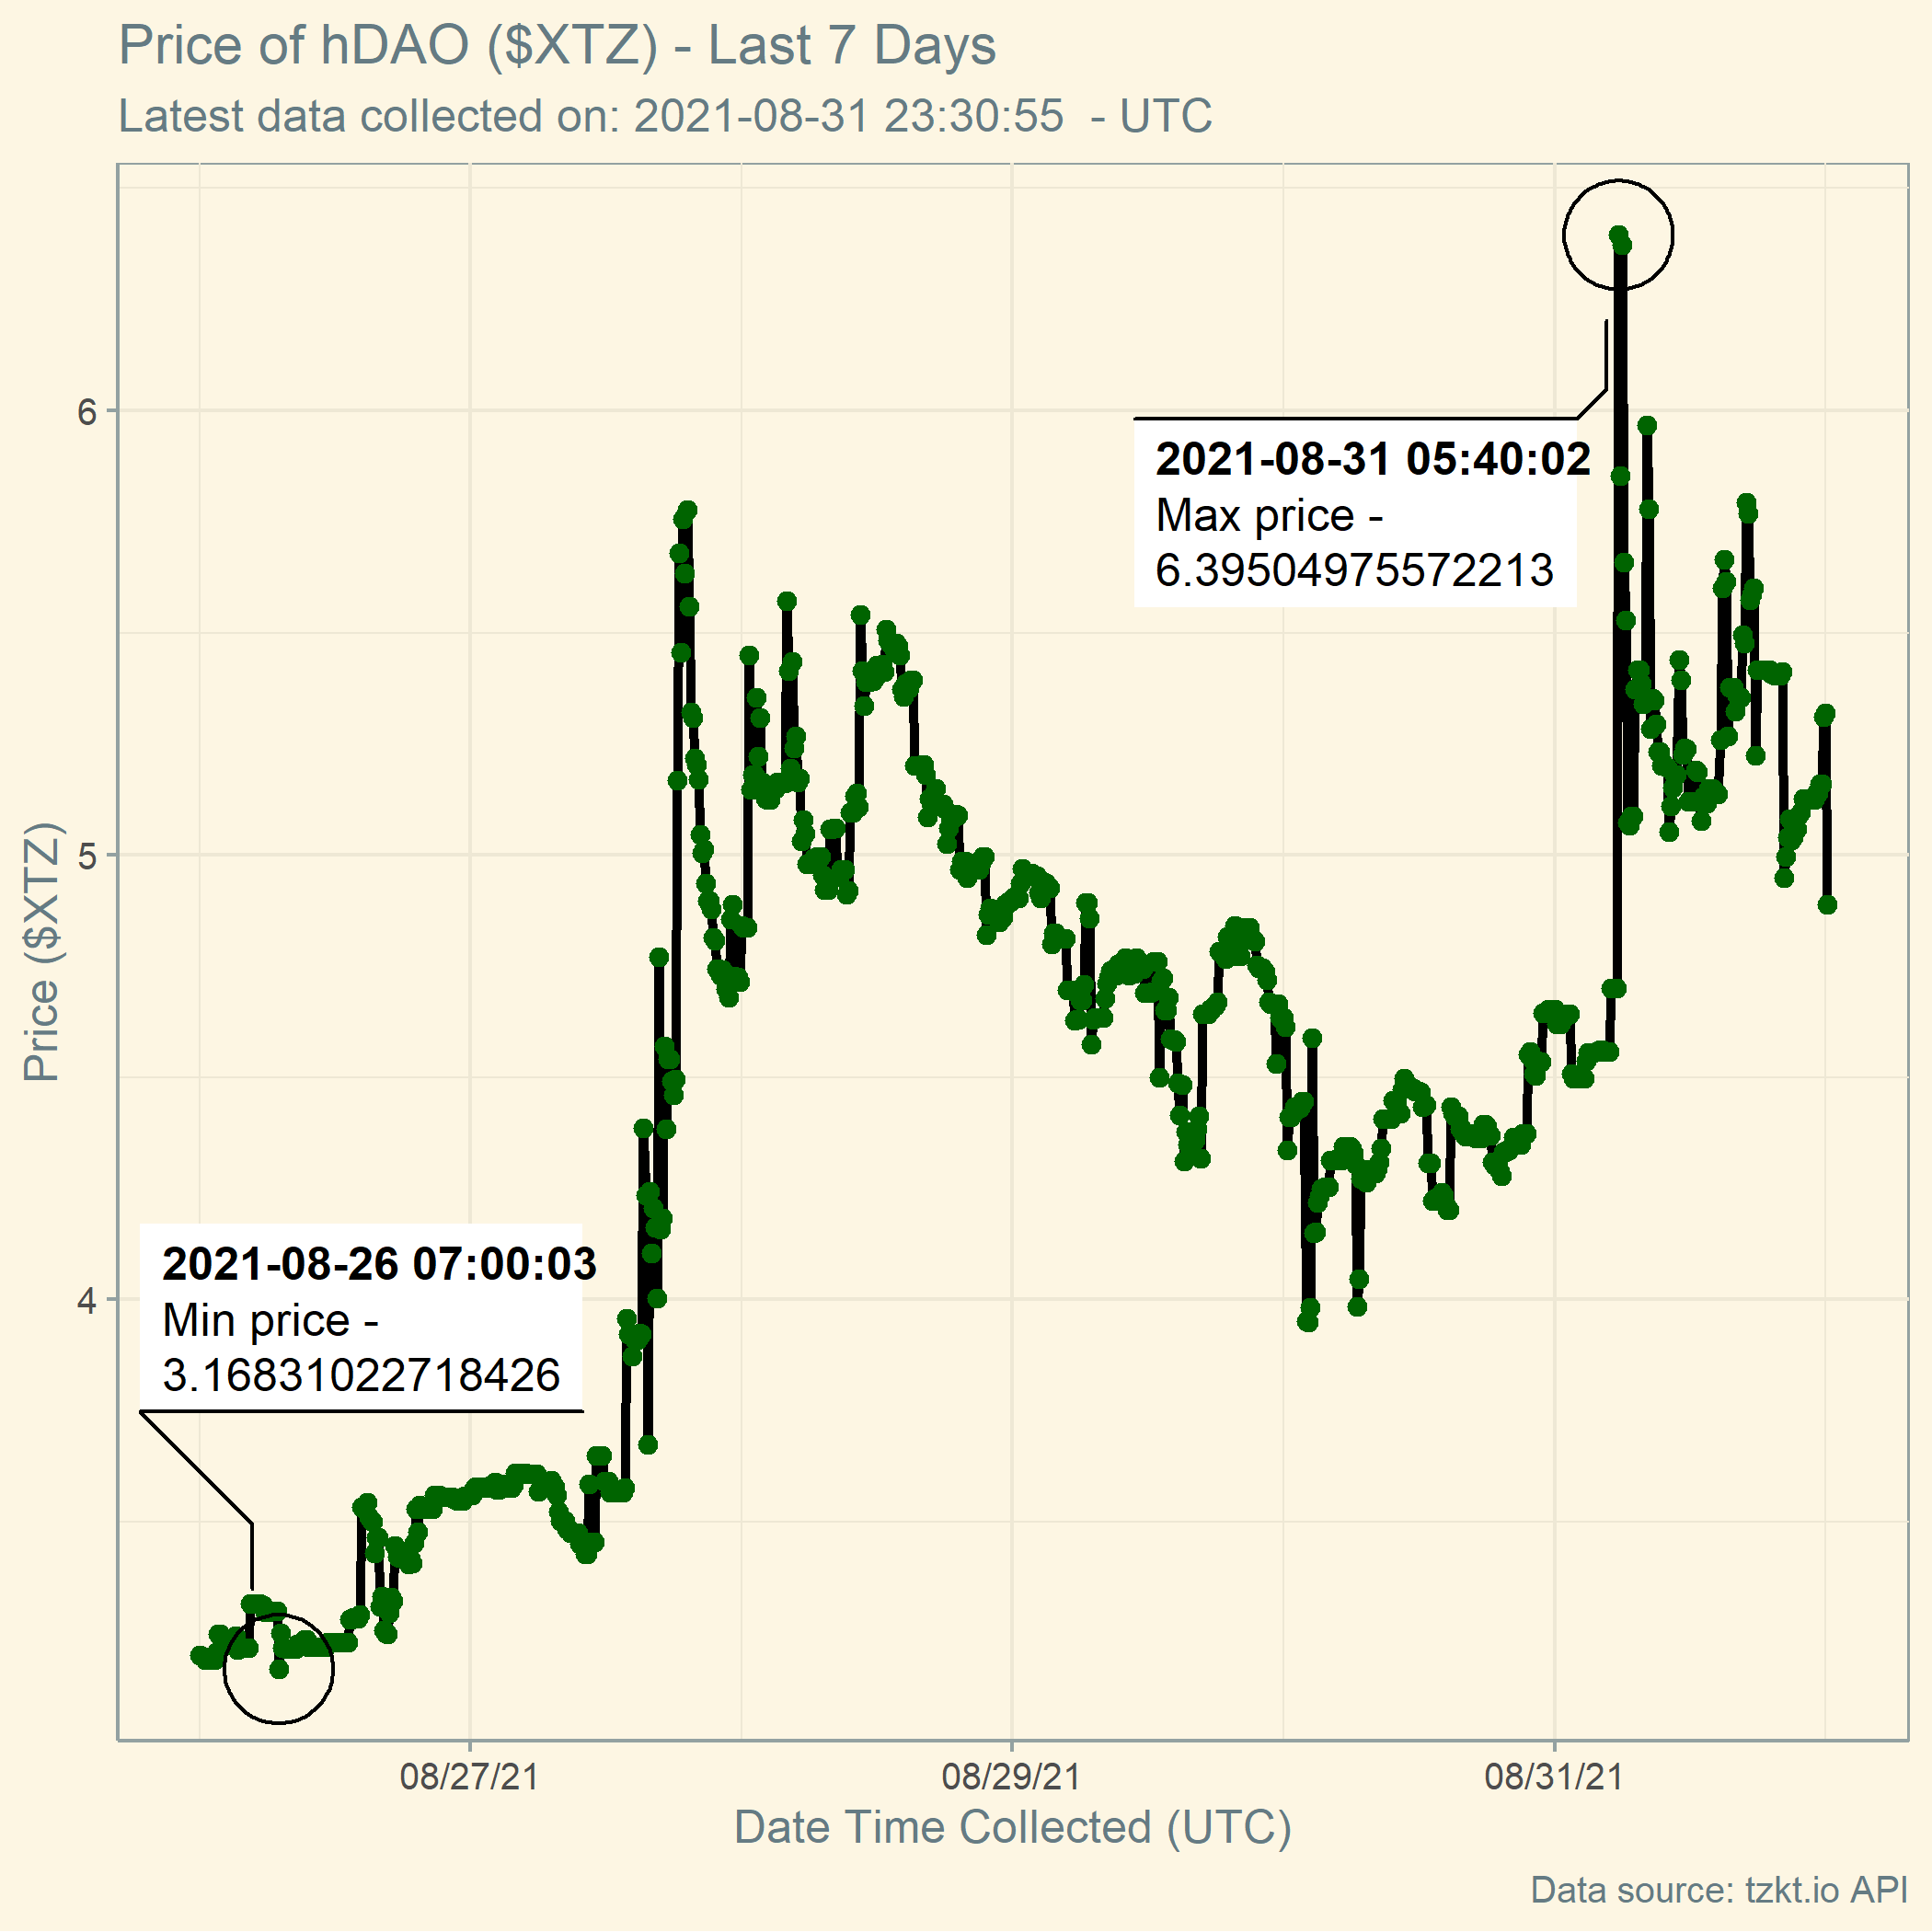 Price of hDAO ($XTZ) - Last 7 Days
Latest data collected on: 2021-08-31 23:30:55  - UTC
Price ($XTZ)
6
5
4
2021-08-31 05:40:02
Max price -
6.39504975572213
2021-08-26 07:00:03
Min price -
3.16831022718426
08/27/21
08/29/21
08/31/21
Date Time Collected (UTC)
Data source: tzkt.io API